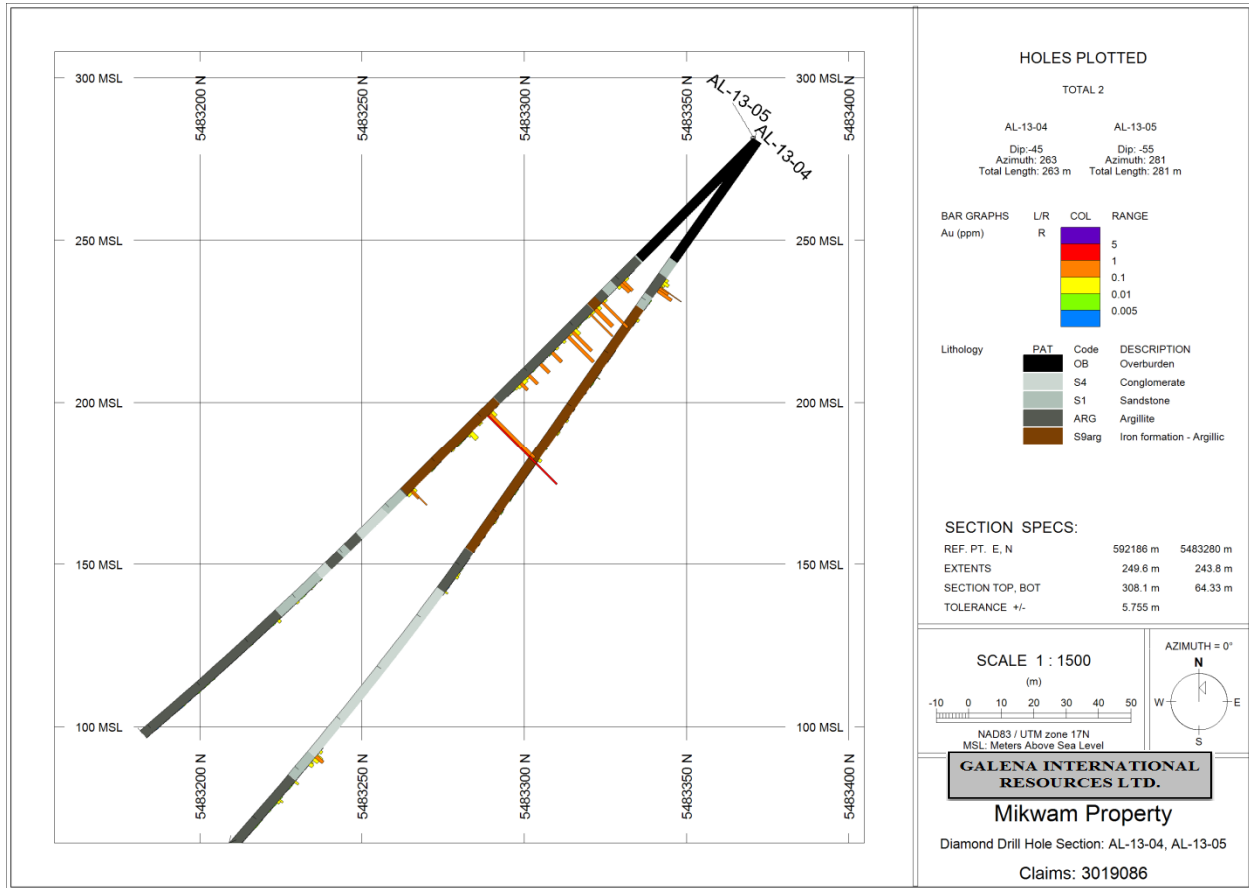 300 MSL
300 MSL
5483200 N
5483250 N
5483300 N
5483350 N
5483400 N
AL-13-05
AL-13-04
250 MSL
250 MSL
200 MSL
200 MSL
150 MSL
150 MSL
100 MSL
100 MSL
5483200 N
5483250 N
5483300 N
5483350 N
5483400 N
HOLES PLOTTED
TOTAL 2
AL-13-04 AL-13-05
Dip:-45 Dip: -55
Azimuth: 263 Azimuth: 281
Total Length: 263 m Total Length: 281 m
BAR GRAPHS L/R COL RANGE
Au (ppm) R
5
1
0.1
0.01
0.005
Lithology PAT Code DESCRIPTION
OB Overburden
S4 Conglomerate
S1 Sandstone
ARG Argillite
S9arg Iron formation - Argillic
SECTION SPECS:
REF. PT. E, N 592186 m 5483280 m
EXTENTS 249.6 m 243.8 m
SECTION TOP, BOT 308.1 m 64.33 m
TOLERANCE +/- 5.755 m
SCALE 1 : 1500
(m)
-10 0 10 20 30 40 50
NAD83 / UTM zone 17N
MSL: Meters Above Sea Level
AZIMUTH = 0°
N
W E
S
GALENA INTERNATIONAL
RESOURCES LTD.
Mikwam Property
Diamond Drill Hole Section: AL-13-04, AL-13-05
Claims: 3019086